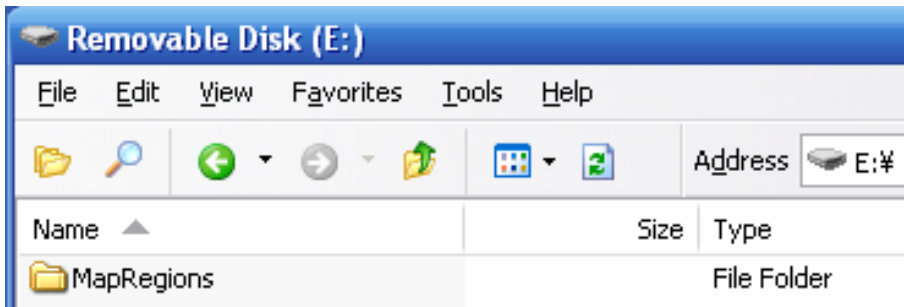 Removable Disk (E:)
File Edit View Favorites Tools Help
Address E:¥
Name Size Type
MapRegions File Folder